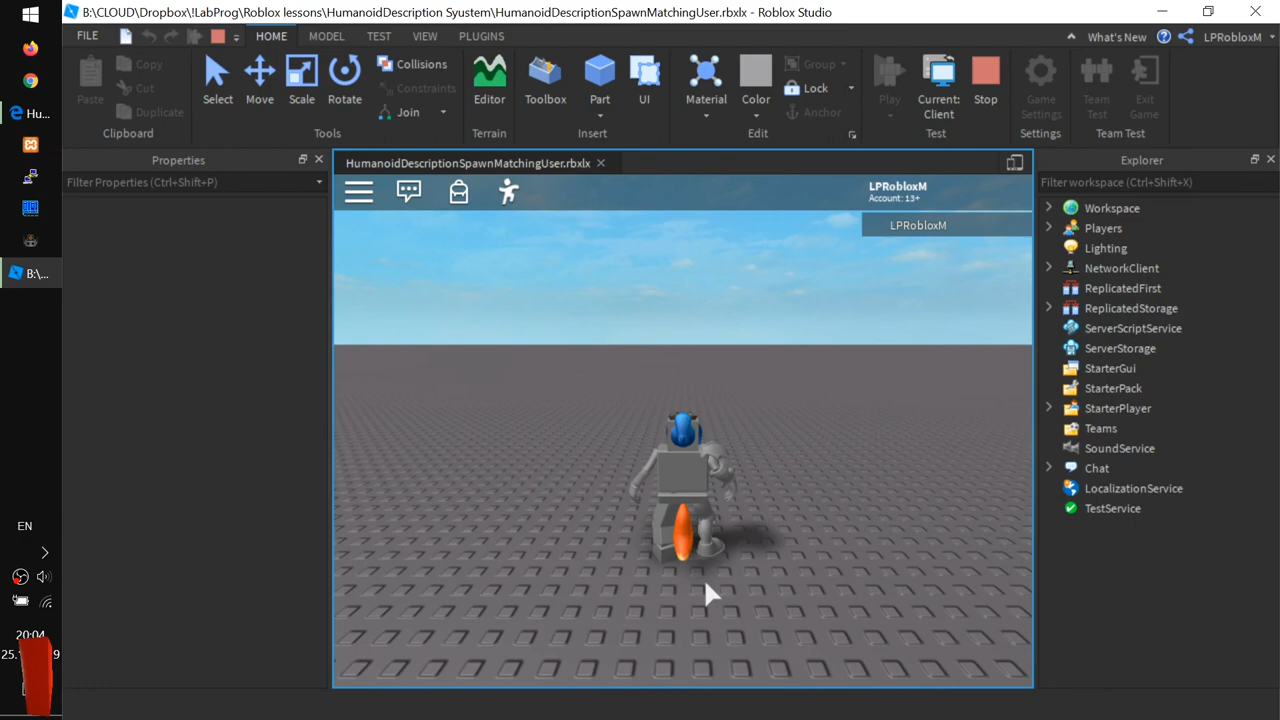 B:\CLOUD\Dropbox\!LabProg\Roblox lessons\HumanoidDescription Syustem\HumanoidDescriptionSpawnMatchingUser.rbxlx - Roblox Studio
FILE HOME MODEL TEST VIEW PLUGINS What's New LPRobloxM
Paste Copy Cut Duplicate
Clipboard
Select Move Scale Rotate Collisions Constraints Join
Tools
Editor
Terrain
Toolbox Part UI
Insert
Material Color Group Lock Anchor
Edit
Play Current: Client Stop
Test
Game Settings
Settings
Team Test Exit Game
Team Test
Properties
Filter Properties (Ctrl+Shift+P)
HumanoidDescriptionSpawnMatchingUser.rbxlx
LPRobloxM
Account: 13+
LPRobloxM
Explorer
Filter workspace (Ctrl+Shift+X)
Workspace
Players
Lighting
NetworkClient
ReplicatedFirst
ReplicatedStorage
ServerScriptService
ServerStorage
StarterGui
StarterPack
StarterPlayer
Teams
SoundService
Chat
LocalizationService
TestService
Hu...
B:\...
EN
20:04